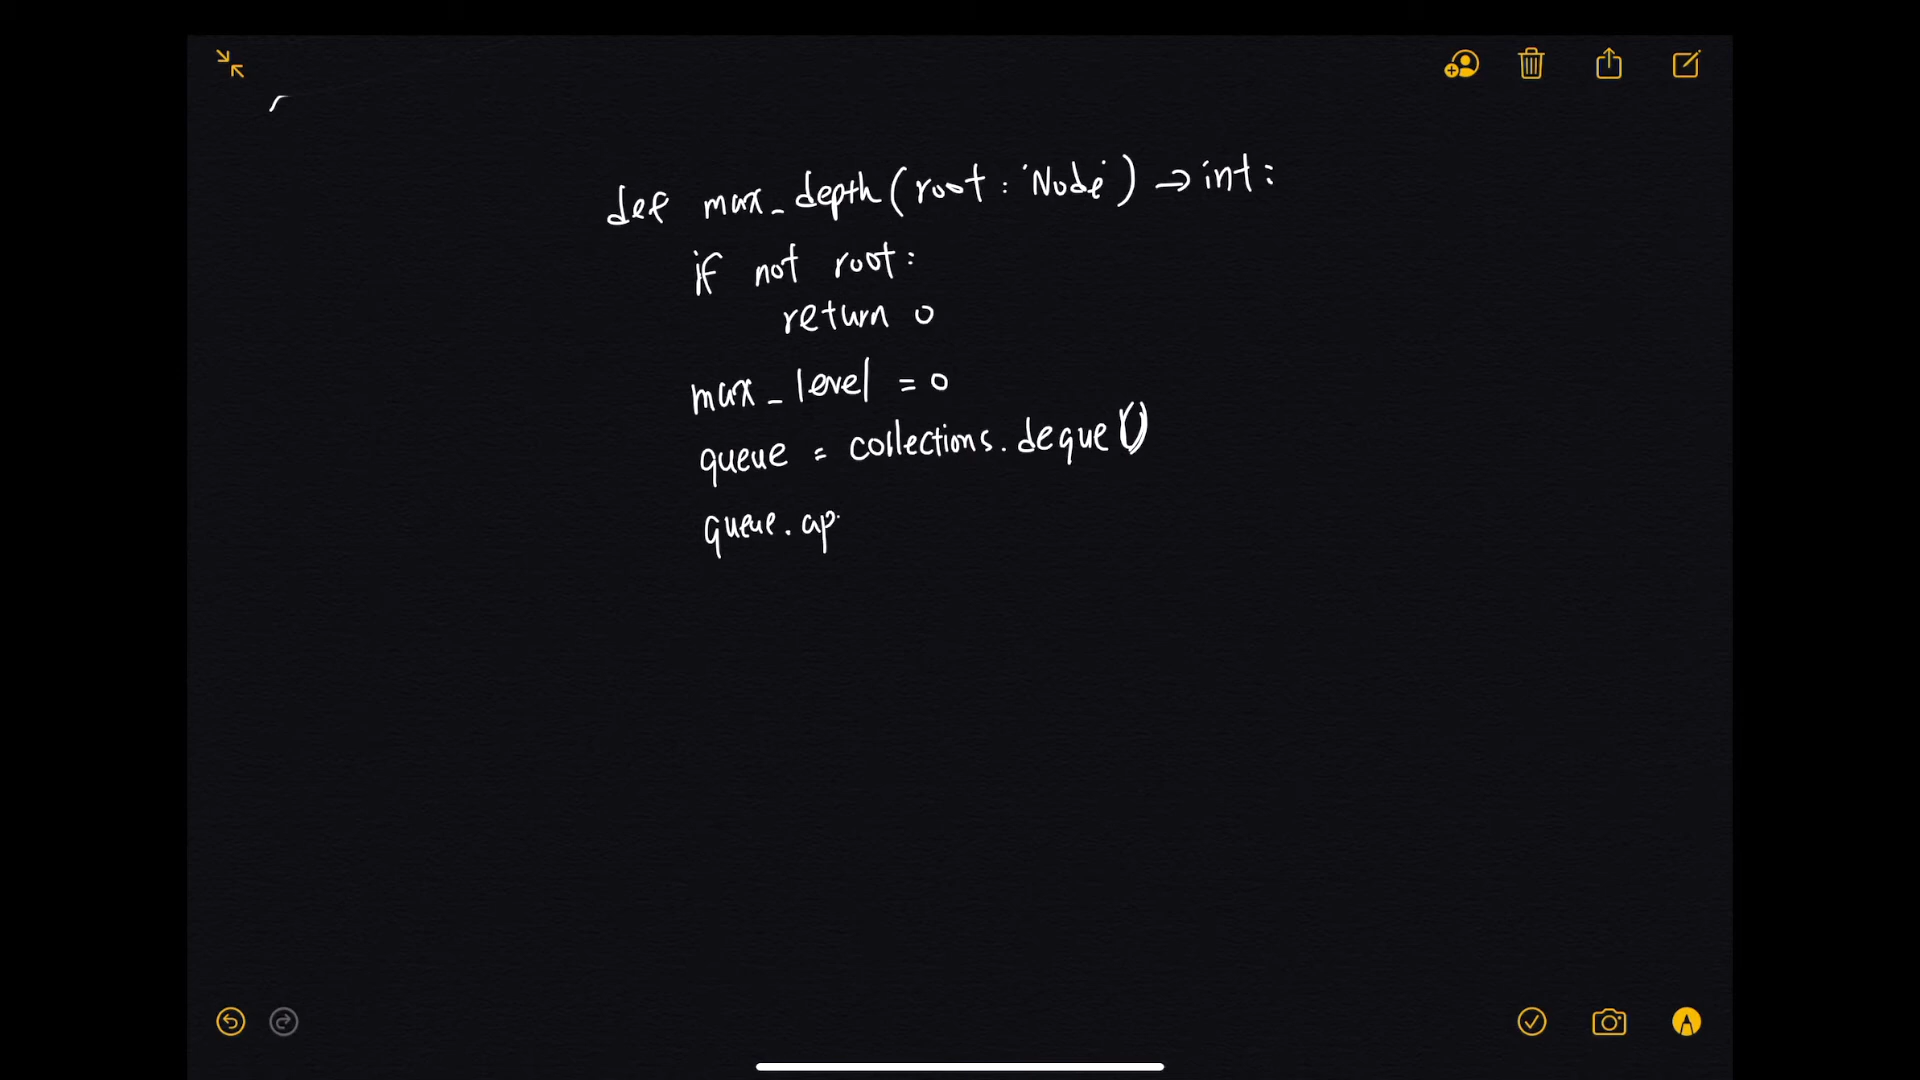 def max_depth(root: 'Node') → int:
if not root:
return 0
max_level = 0
queue = collections.deque()
queue.ap